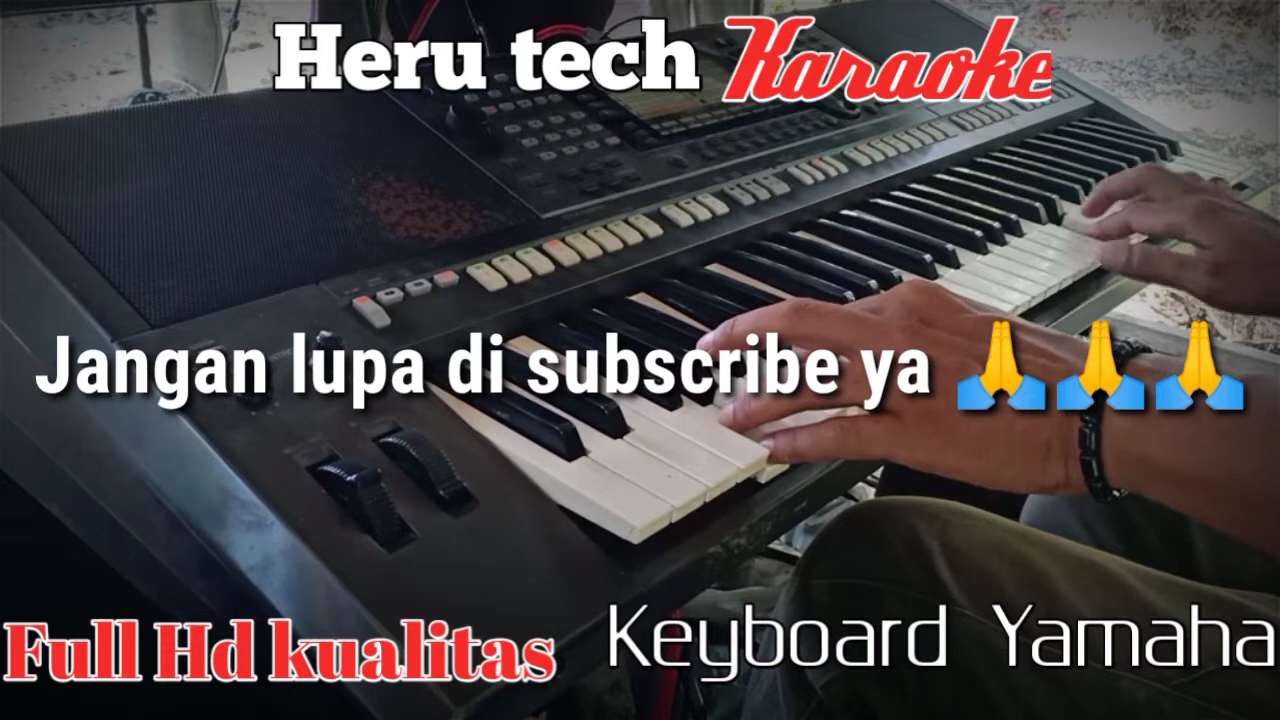 Heru tech Karaoke
Jangan lupa di subscribe ya 🙏🙏🙏
Full Hd kualitas
Keyboard Yamaha